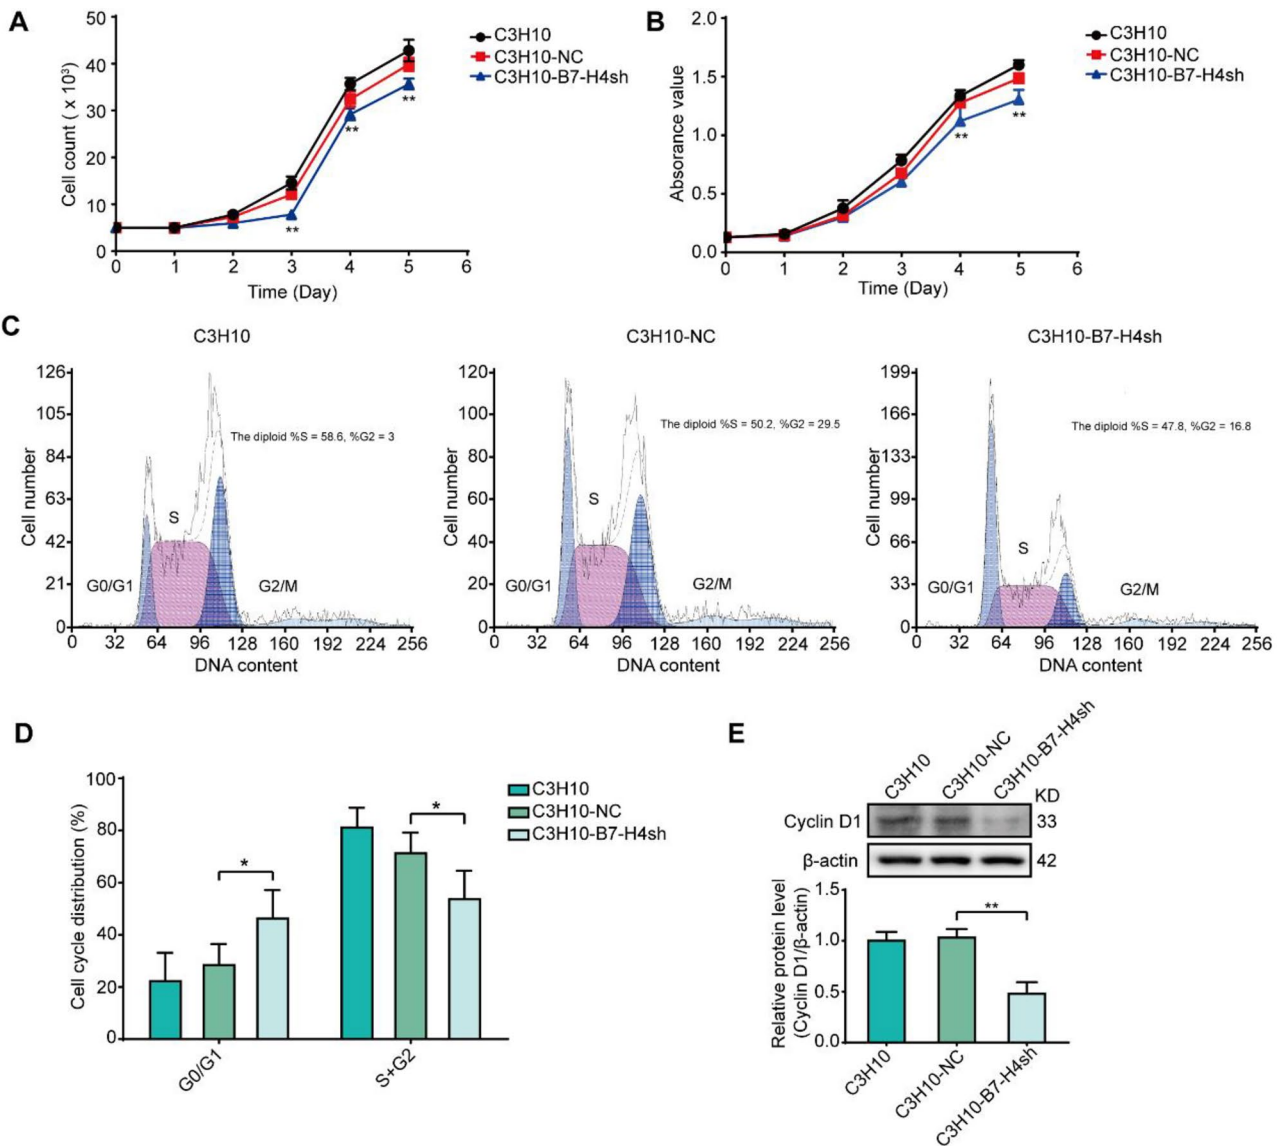 A
50
40
30
20
10
0
Cell count ( x 10³)
0 1 2 3 4 5 6
Time (Day)
C3H10
C3H10-NC
C3H10-B7-H4sh
**
**
**
B
2.0
1.5
1.0
0.5
0.0
Absorance value
0 1 2 3 4 5 6
Time (Day)
C3H10
C3H10-NC
C3H10-B7-H4sh
**
**
C
C3H10
126
105
84
63
42
21
0
Cell number
The diploid %S = 58.6, %G2 = 3
S
G0/G1
G2/M
0 32 64 96 128 160 192 224 256
DNA content
C3H10-NC
120
100
80
60
40
20
0
Cell number
The diploid %S = 50.2, %G2 = 29.5
S
G0/G1
G2/M
0 32 64 96 128 160 192 224 256
DNA content
C3H10-B7-H4sh
199
166
133
99
66
33
0
Cell number
The diploid %S = 47.8, %G2 = 16.8
S
G0/G1
G2/M
0 32 64 96 128 160 192 224 256
DNA content
D
100
80
60
40
20
0
Cell cycle distribution (%)
*
*
C3H10
C3H10-NC
C3H10-B7-H4sh
G0/G1
S+G2
E
C3H10
C3H10-NC
C3H10-B7-H4sh
KD
Cyclin D1
33
β-actin
42
1.5
1.0
0.5
0.0
Relative protein level
(Cyclin D1/β-actin)
**
C3H10
C3H10-NC
C3H10-B7-H4sh